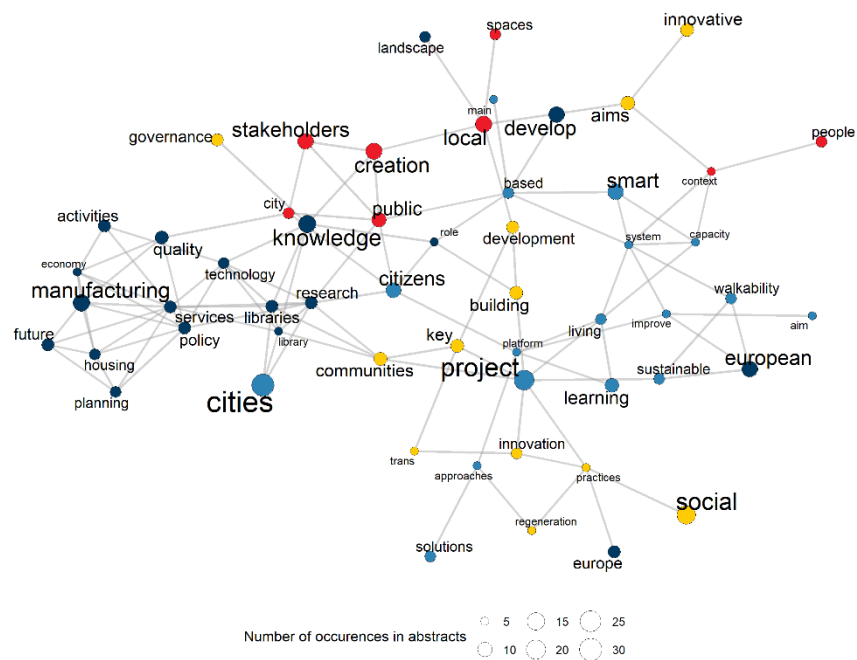 innovative
spaces
landscape
main
aims
governance
stakeholders
local
develop
people
creation
context
based
smart
city
public
activities
capacity
knowledge
role
development
system
quality
economy
technology
citizens
manufacturing
research
building
walkability
services
libraries
future
policy
library
key
platform
living
improve
aim
housing
communities
project
sustainable
european
planning
cities
learning
innovation
trans
approaches
practices
social
regeneration
solutions
europe
Number of occurences in abstracts
5 15 25
10 20 30